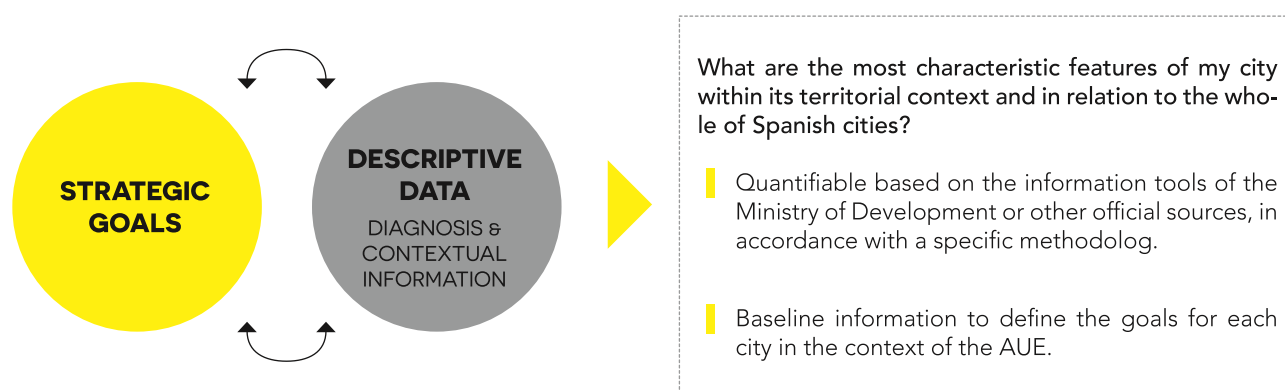 STRATEGIC
GOALS
DESCRIPTIVE
DATA
DIAGNOSIS &
CONTEXTUAL
INFORMATION
What are the most characteristic features of my city
within its territorial context and in relation to the who-
le of Spanish cities?
Quantifiable based on the information tools of the
Ministry of Development or other official sources, in
accordance with a specific methodolog.
Baseline information to define the goals for each
city in the context of the AUE.